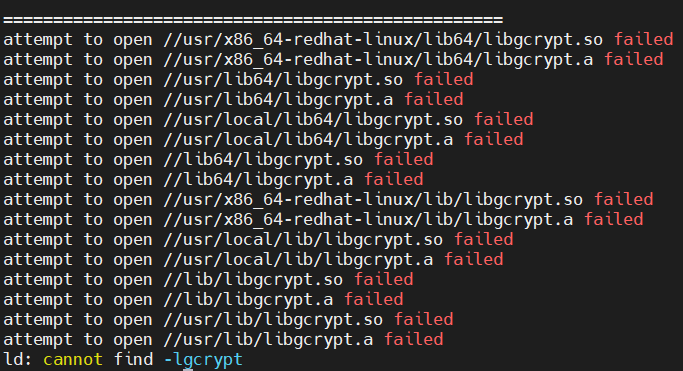 ==================================================
attempt to open //usr/x86_64-redhat-linux/lib64/libgcrypt.so failed
attempt to open //usr/x86_64-redhat-linux/lib64/libgcrypt.a failed
attempt to open //usr/lib64/libgcrypt.so failed
attempt to open //usr/lib64/libgcrypt.a failed
attempt to open //usr/local/lib64/libgcrypt.so failed
attempt to open //usr/local/lib64/libgcrypt.a failed
attempt to open //lib64/libgcrypt.so failed
attempt to open //lib64/libgcrypt.a failed
attempt to open //usr/x86_64-redhat-linux/lib/libgcrypt.so failed
attempt to open //usr/x86_64-redhat-linux/lib/libgcrypt.a failed
attempt to open //usr/local/lib/libgcrypt.so failed
attempt to open //usr/local/lib/libgcrypt.a failed
attempt to open //lib/libgcrypt.so failed
attempt to open //lib/libgcrypt.a failed
attempt to open //usr/lib/libgcrypt.so failed
attempt to open //usr/lib/libgcrypt.a failed
ld: cannot find -lgcrypt